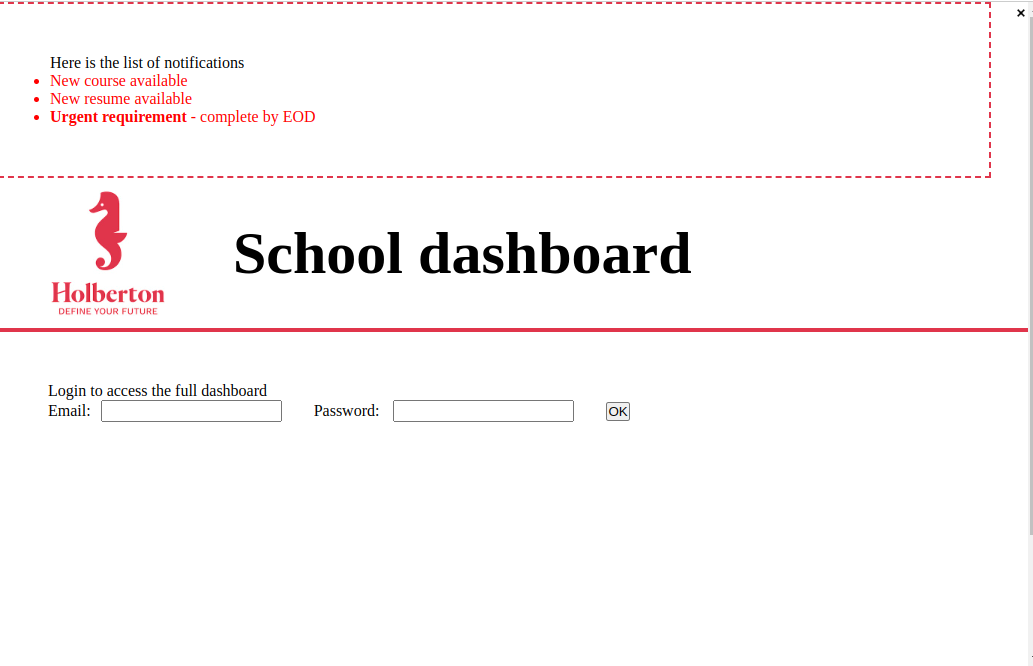 ×
Here is the list of notifications
New course available
New resume available
Urgent requirement - complete by EOD
School dashboard
Holberton
DEFINE YOUR FUTURE
Login to access the full dashboard
Email: Password: OK